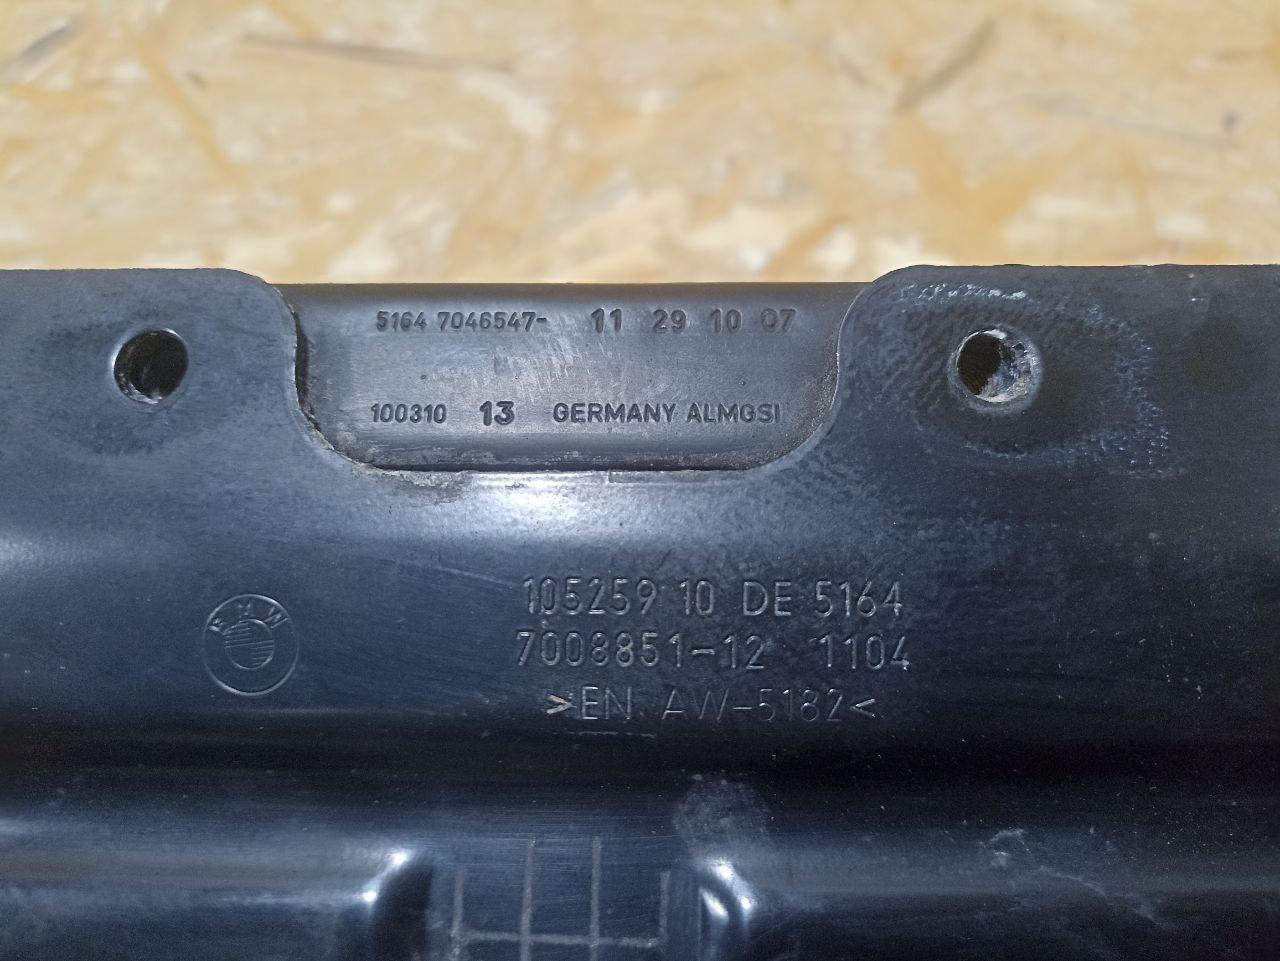 5164 7046547- 11 29 10 07
100310 13 GERMANY ALMGSI
105259 10 DE 5164
7008851-12 1104
BMW
>EN AW-5182<